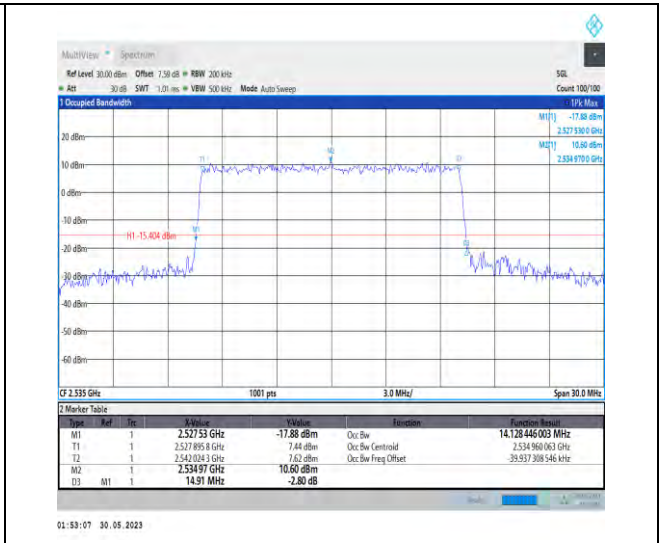 MultiView Spectrum
Ref Level 30.00 dBm Offset 7.58 dB RBW 200 kHz SGL
Att 30 dB SWT 1.01 ms VBW 500 kHz Mode Auto Sweep Count 100/100
1 Occupied Bandwidth 1Pk Max
M1[1] -17.88 dBm
2.527 530 0 GHz
20 dBm
M2[1] 10.60 dBm
2.534 970 0 GHz
M2
T1
10 dBm
0 dBm
-10 dBm
M1
H1 -15.404 dBm
-20 dBm
-30 dBm
-40 dBm
-50 dBm
-60 dBm
CF 2.535 GHz 1001 pts 3.0 MHz/ Span 30.0 MHz
2 Marker Table
Type Ref Trc X-Value Y-Value Function Function Result
M1 1 2.527 53 GHz -17.88 dBm Occ Bw 14.128 446 003 MHz
T1 1 2.527 895 8 GHz 7.44 dBm Occ Bw Centroid 2.534 960 063 GHz
T2 1 2.542 024 3 GHz 7.62 dBm Occ Bw Freq Offset -39.937 308 546 kHz
M2 1 2.534 97 GHz 10.60 dBm
D3 M1 1 14.91 MHz -2.80 dB
01:53:07 30.05.2023